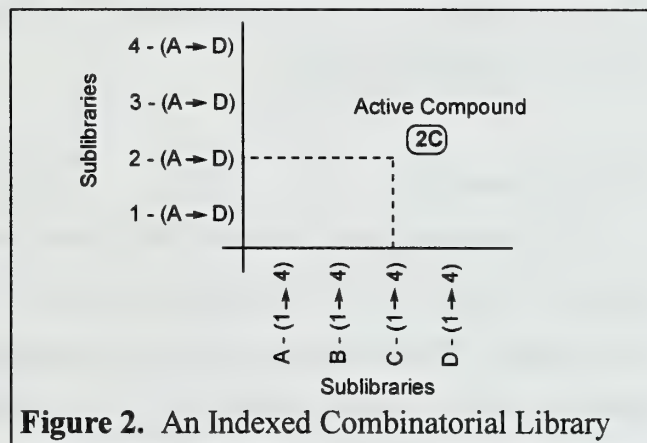 4 - (A → D)
3 - (A → D)
2 - (A → D)
1 - (A → D)
Sublibraries
Active Compound
2C
A - (1 → 4)
B - (1 → 4)
C - (1 → 4)
D - (1 → 4)
Sublibraries
Figure 2. An Indexed Combinatorial Library